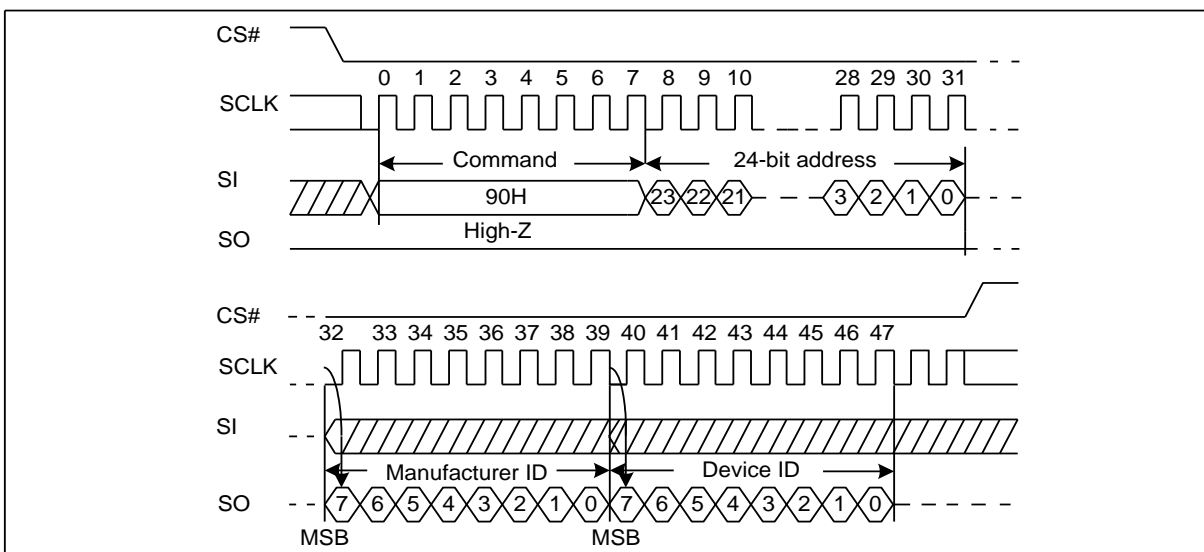 CS#
0 1 2 3 4 5 6 7 8 9 10 28 29 30 31
SCLK
Command 24-bit address
SI
90H 23 22 21 3 2 1 0
High-Z
SO
CS#
32 33 34 35 36 37 38 39 40 41 42 43 44 45 46 47
SCLK
SI
Manufacturer ID Device ID
SO 7 6 5 4 3 2 1 0 7 6 5 4 3 2 1 0
MSB MSB